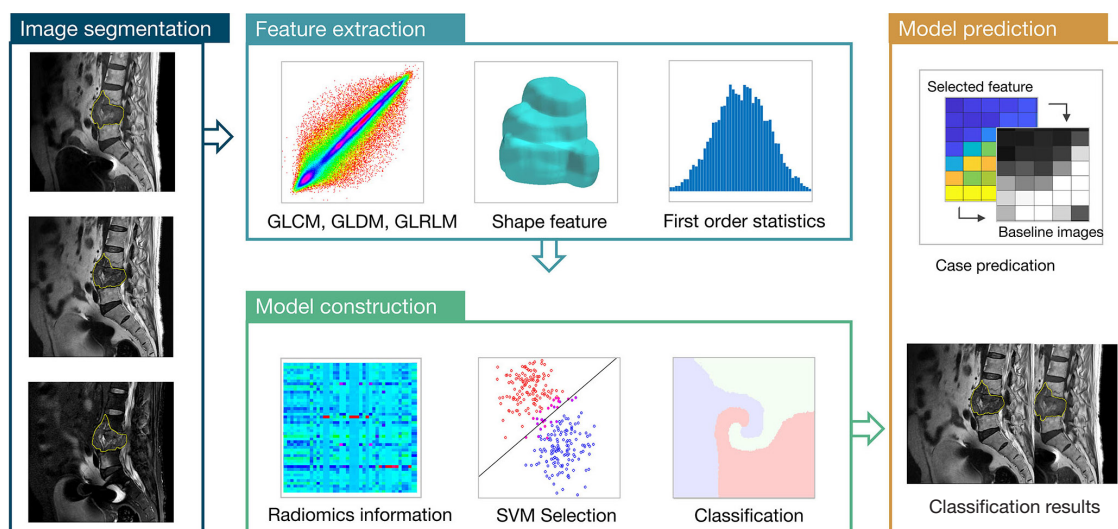 Image segmentation
Feature extraction
GLCM, GLDM, GLRLM
Shape feature
First order statistics
Model construction
Radiomics information
SVM Selection
Classification
Model prediction
Selected feature
Baseline images
Case predication
Classification results